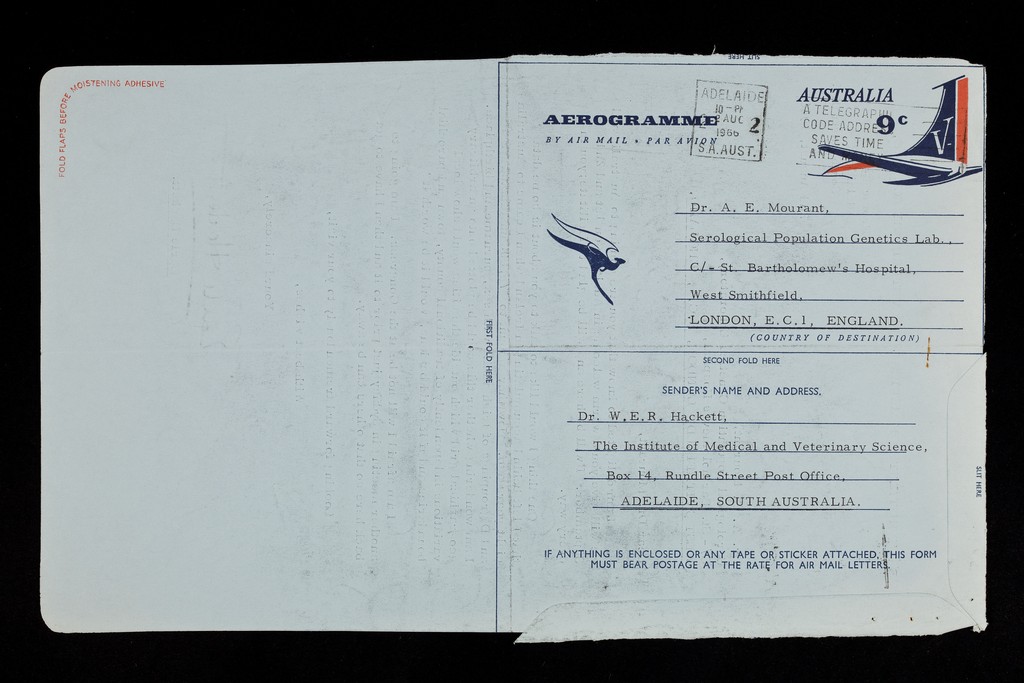 FOLD FLAPS BEFORE MOISTENING ADHESIVE
SLIT HERE
AUSTRALIA
9c
AEROGRAMME
BY AIR MAIL • PAR AVION
ADELAIDE
10 - PM
2 AUG 2
1966
S.A. AUST.
A TELEGRAPHIC
CODE ADDRESS
SAVES TIME
AND
V
Dr. A. E. Mourant,
Serological Population Genetics Lab.,
C/- St. Bartholomew's Hospital,
West Smithfield,
LONDON, E.C.1, ENGLAND.
(COUNTRY OF DESTINATION)
FIRST FOLD HERE
SECOND FOLD HERE
SENDER'S NAME AND ADDRESS.
Dr. W.E.R. Hackett,
The Institute of Medical and Veterinary Science,
Box 14, Rundle Street Post Office,
ADELAIDE, SOUTH AUSTRALIA.
SLIT HERE
IF ANYTHING IS ENCLOSED OR ANY TAPE OR STICKER ATTACHED, THIS FORM
MUST BEAR POSTAGE AT THE RATE FOR AIR MAIL LETTERS